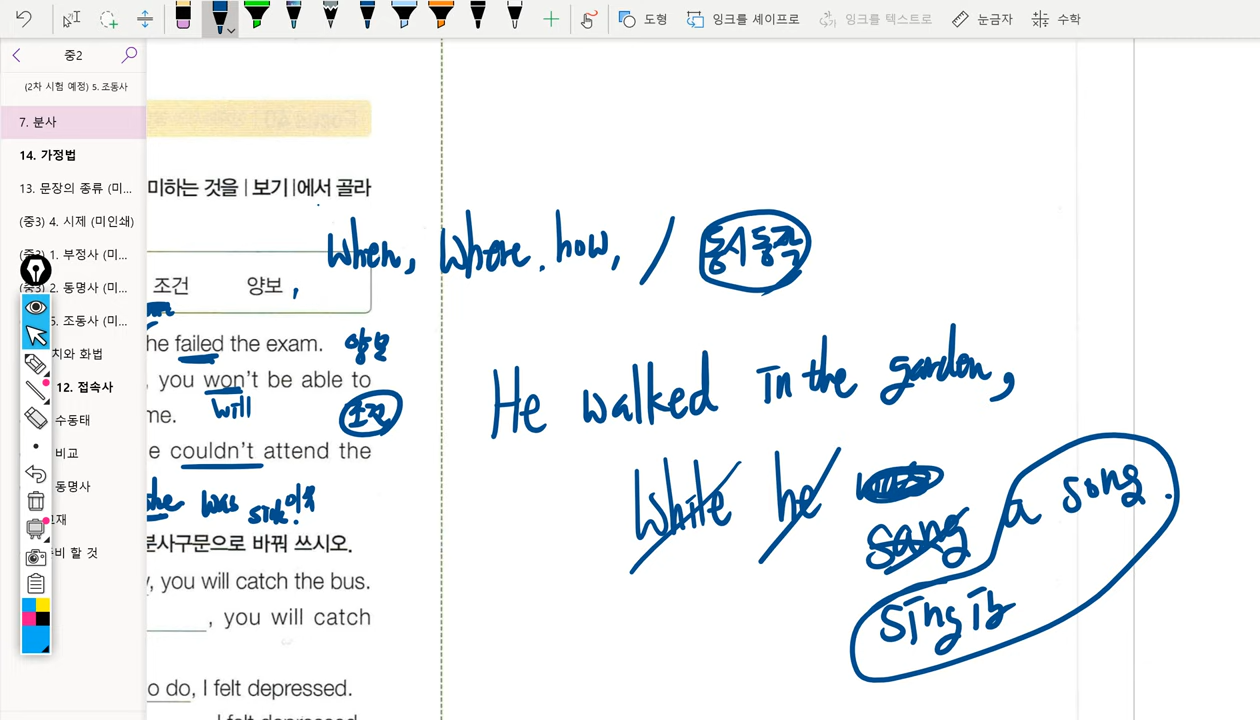 도형 잉크를 셰이프로 잉크를 텍스트로 눈금자 수학
중2
(2차 시험 예정) 5. 조동사
7. 분사
14. 가정법
13. 문장의 종류 (미...
(중3) 4. 시제 (미인쇄)
1. 부정사 (미...
2. 동명사 (미...
5. 조동사 (미...
치와 화법
12. 접속사
수동태
비교
동명사
교재
비 할 것
미하는 것을 | 보기 |에서 골라
when, where, how, / 동시동작
조건 양보,
he failed the exam. 양보
, you won't be able to
will
me. 조건
e couldn't attend the
she was sick
분사구문으로 바꿔 쓰시오.
, you will catch the bus.
, you will catch
o do, I felt depressed.
I felt depressed.
He walked in the garden,
While he
sang a song.
singing